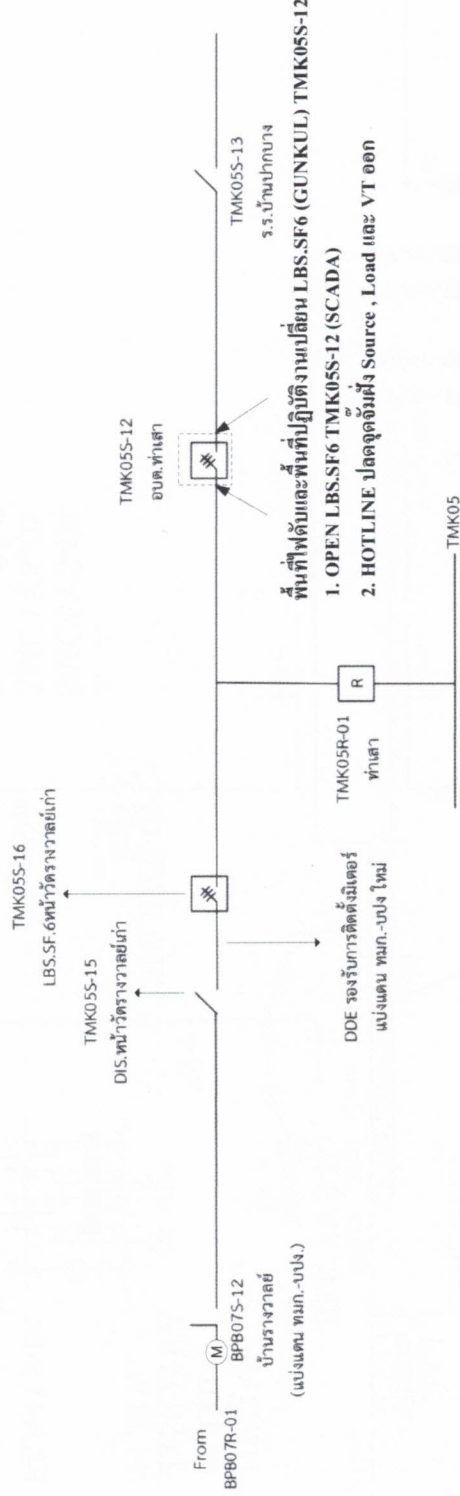 From
BPB07R-01
M
BPB07S-12
บ้านรางวาลย์
(แบ่งแดน ทมก.-บปง.)
TMK05S-15
DIS.หน้าวัดรางวาลย์เก่า
TMK05S-16
LBS.SF.6หน้าวัดรางวาลย์เก่า
DDE รองรับการติดตั้งมิเตอร์
แบ่งแดน ทมก.-บปง ใหม่
TMK05R-01
ท่าเสา
R
TMK05
TMK05S-12
อบต.ท่าเสา
TMK05S-13
ร.ร.บ้านปากบาง
พื้นที่ไฟดับและพื้นที่ปฏิบัติงานเปลี่ยน LBS.SF6 (GUNKUL) TMK05S-12
1. OPEN LBS.SF6 TMK05S-12 (SCADA)
2. HOTLINE ปลดจุดจั๊มฝั่ง Source , Load และ VT ออก